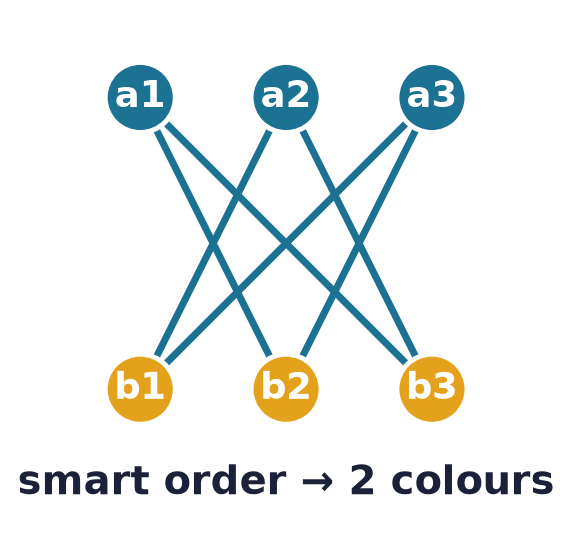 a1 a2 a3
b1 b2 b3
smart order → 2 colours